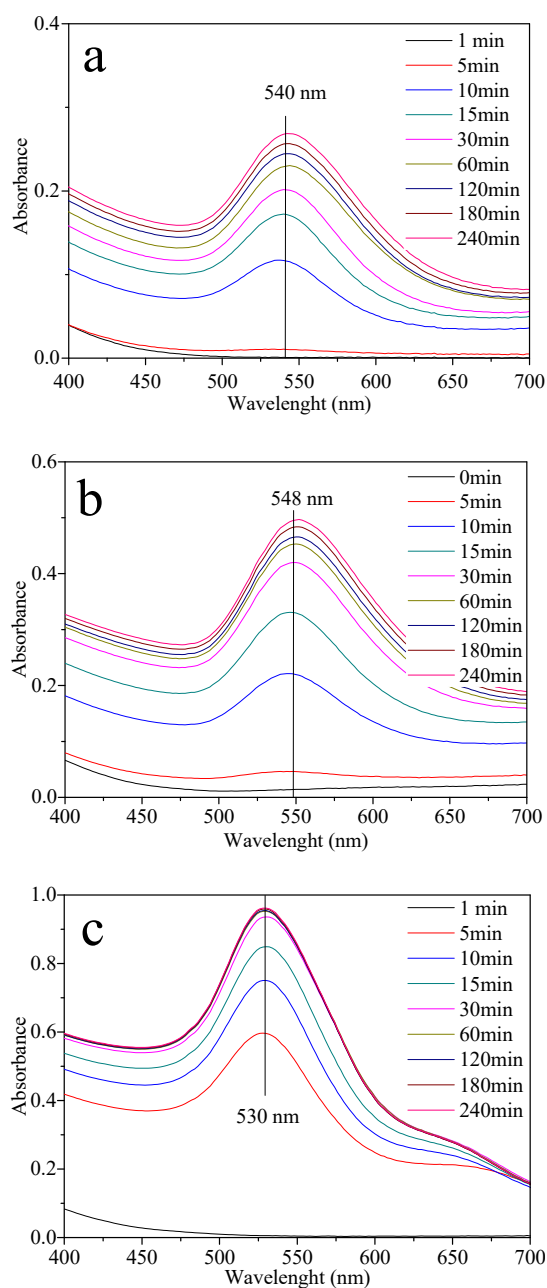 a
540 nm
1 min
5min
10min
15min
30min
60min
120min
180min
240min
0.4
0.2
0.0
Absorbance
400 450 500 550 600 650 700
Wavelenght (nm)
b
548 nm
0min
5min
10min
15min
30min
60min
120min
180min
240min
0.6
0.4
0.2
0.0
Absorbance
400 450 500 550 600 650 700
Wavelenght (nm)
c
530 nm
1 min
5min
10min
15min
30min
60min
120min
180min
240min
1.0
0.8
0.6
0.4
0.2
0.0
Absorbance
400 450 500 550 600 650 700
Wavelenght (nm)